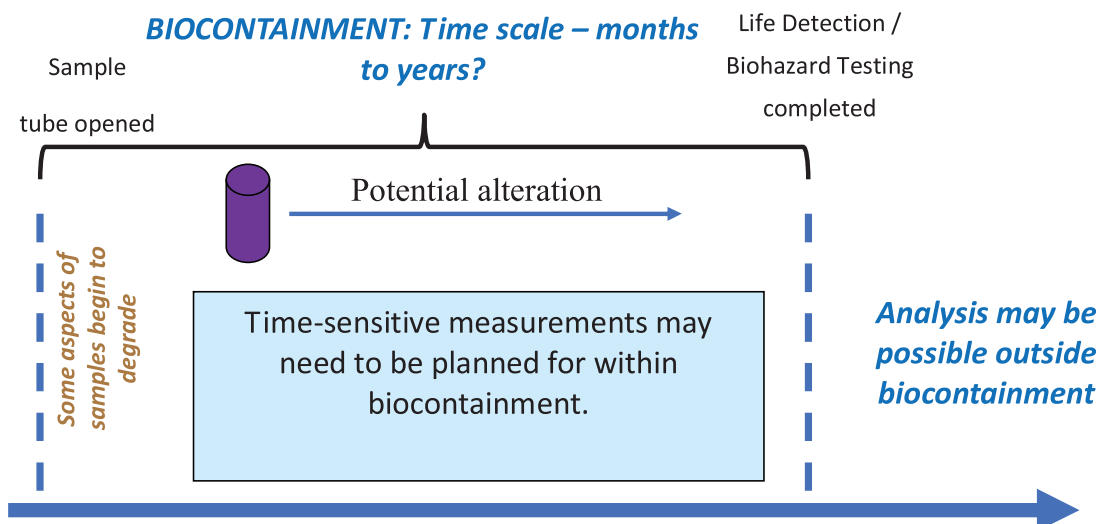 BIOCONTAINMENT: Time scale – months
to years?
Sample
tube opened
Life Detection /
Biohazard Testing
completed
Potential alteration
Some aspects of
samples begin to
degrade
Time-sensitive measurements may
need to be planned for within
biocontainment.
Analysis may be
possible outside
biocontainment